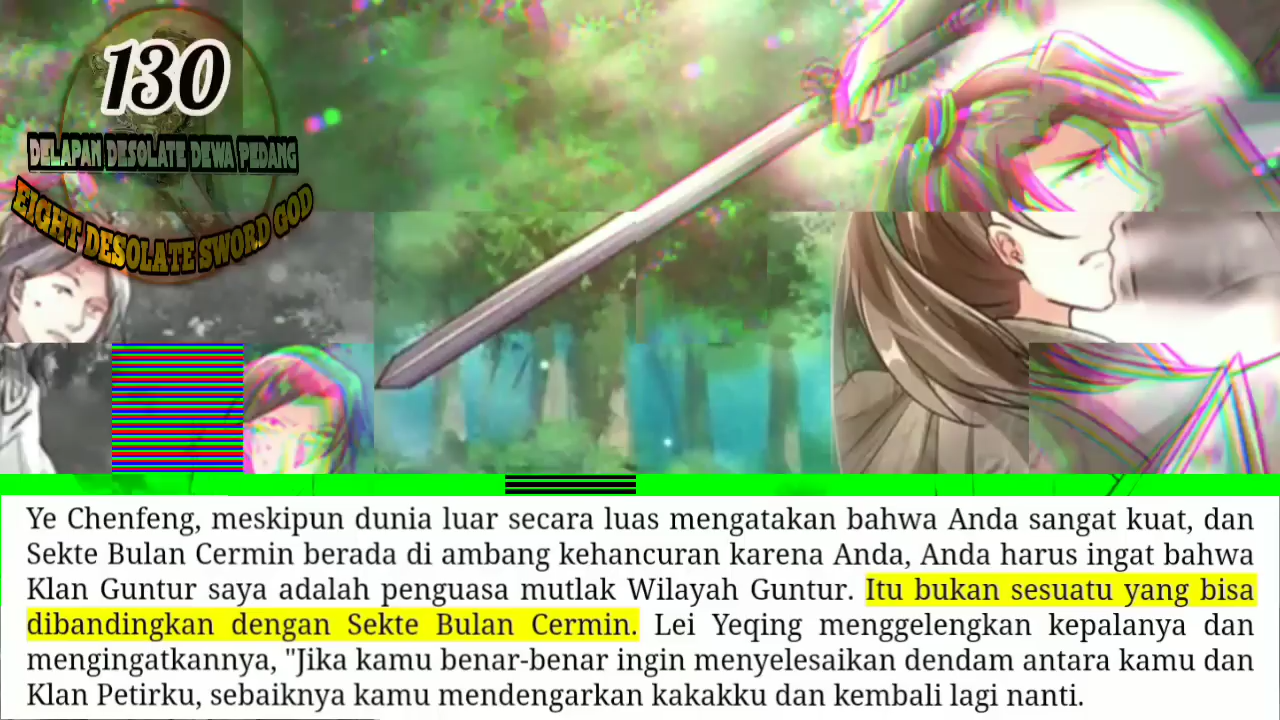 130
DELAPAN DESOLATE DEWA PEDANG
EIGHT DESOLATE SWORD GOD
Ye Chenfeng, meskipun dunia luar secara luas mengatakan bahwa Anda sangat kuat, dan
Sekte Bulan Cermin berada di ambang kehancuran karena Anda, Anda harus ingat bahwa
Klan Guntur saya adalah penguasa mutlak Wilayah Guntur. Itu bukan sesuatu yang bisa
dibandingkan dengan Sekte Bulan Cermin. Lei Yeqing menggelengkan kepalanya dan
mengingatkannya, "Jika kamu benar-benar ingin menyelesaikan dendam antara kamu dan
Klan Petirku, sebaiknya kamu mendengarkan kakakku dan kembali lagi nanti.